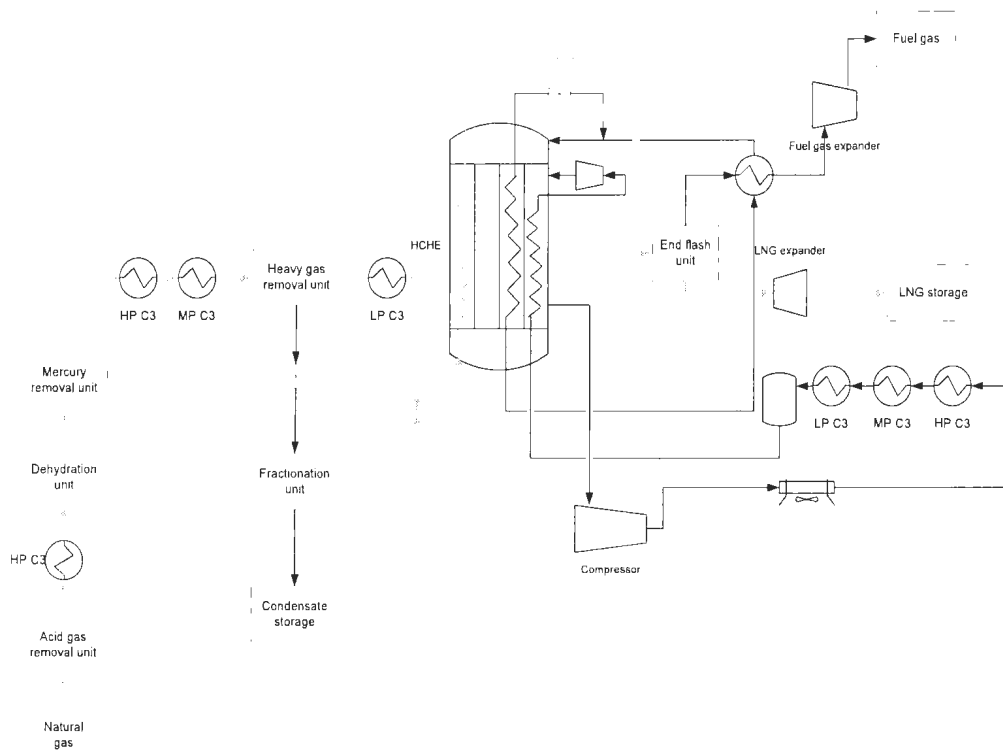 Fuel gas
Fuel gas expander
HCHE
End flash
unit
LNG expander
LNG storage
Heavy gas
removal unit
HP C3
MP C3
LP C3
Mercury
removal unit
LP C3
MP C3
HP C3
Dehydration
unit
Fractionation
unit
HP C3
Compressor
Condensate
storage
Acid gas
removal unit
Natural
gas